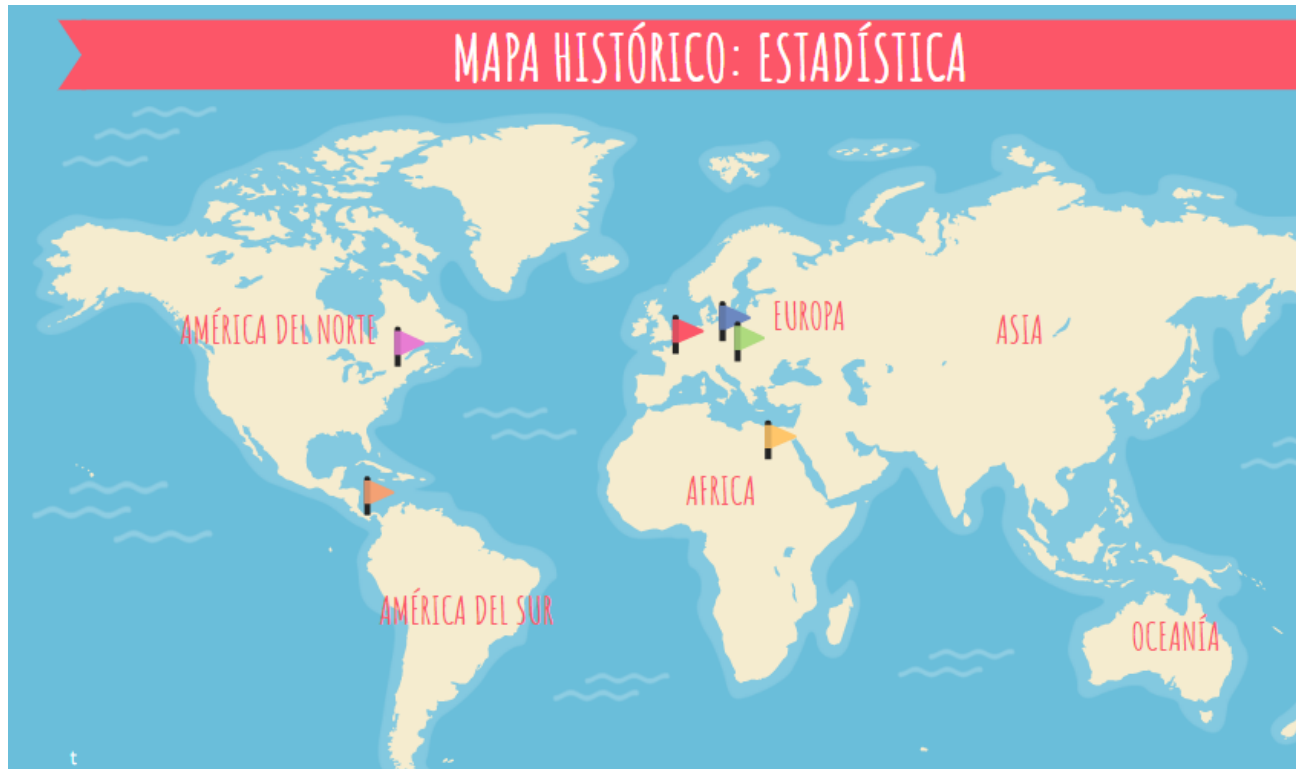 MAPA HISTÓRICO: ESTADÍSTICA
AMÉRICA DEL NORTE
EUROPA
ASIA
AFRICA
AMÉRICA DEL SUR
OCEANÍA
t